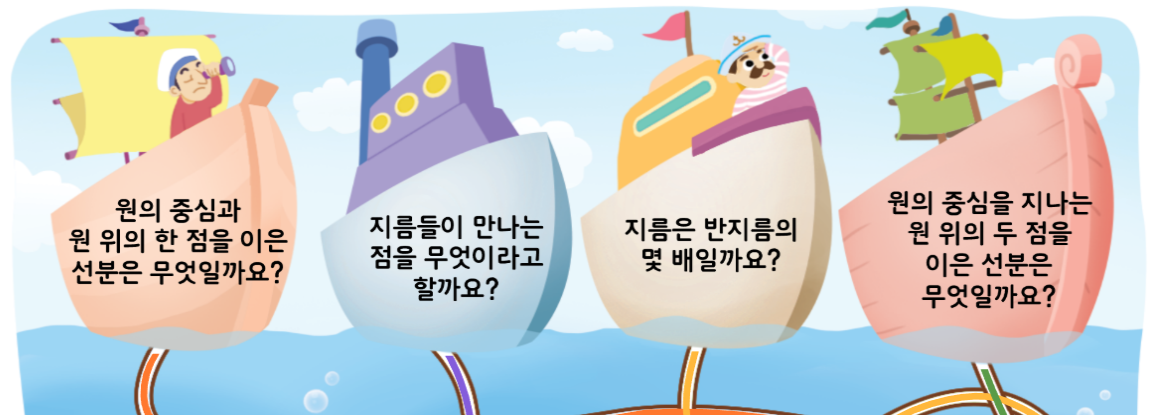 원의 중심과
원 위의 한 점을 이은
선분은 무엇일까요?
지름들이 만나는
점을 무엇이라고
할까요?
지름은 반지름의
몇 배일까요?
원의 중심을 지나는
원 위의 두 점을
이은 선분은
무엇일까요?